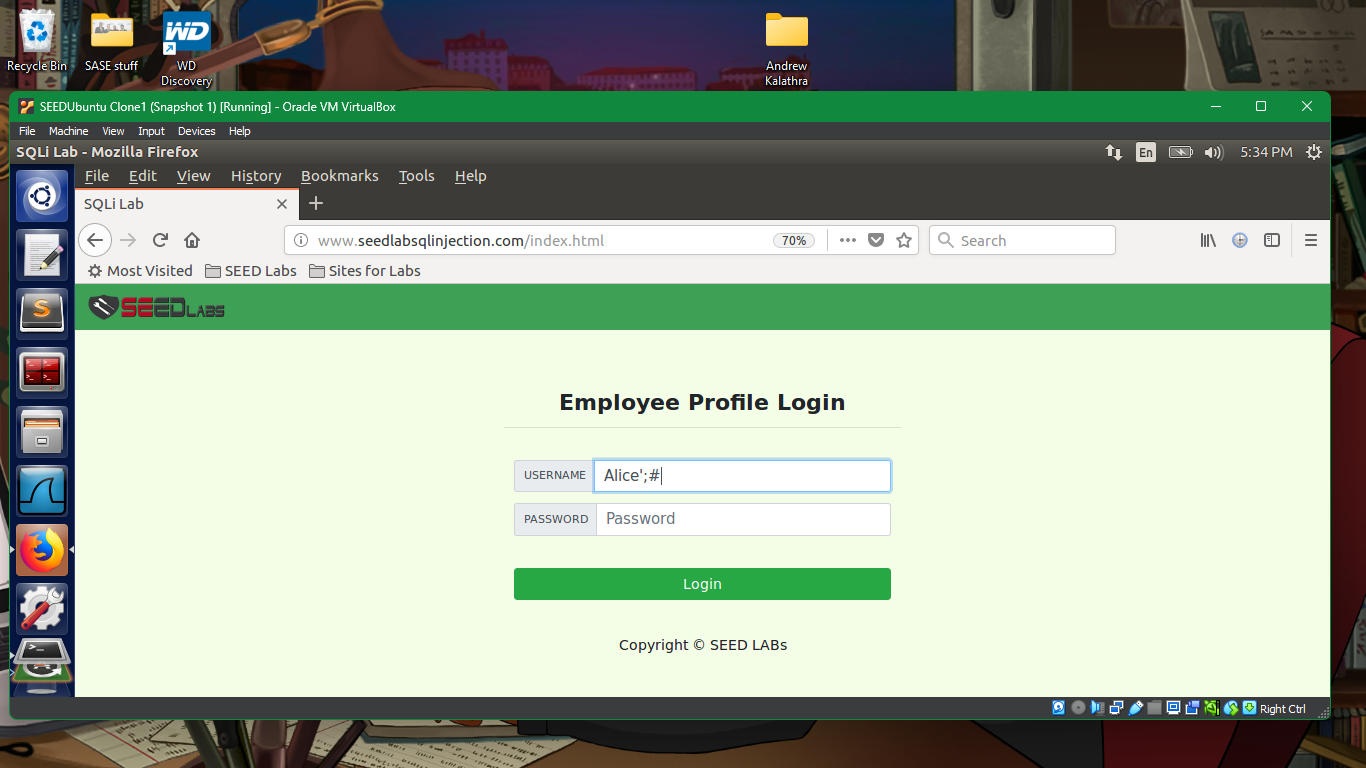 Recycle Bin
SASE stuff
WD
WD
Discovery
Andrew
Kalathra
SEEDUbuntu Clone1 (Snapshot 1) [Running] - Oracle VM VirtualBox
File Machine View Input Devices Help
SQLi Lab - Mozilla Firefox En 5:34 PM
File Edit View History Bookmarks Tools Help
SQLi Lab
www.seedlabsqlinjection.com/index.html 70% Search
Most Visited SEED Labs Sites for Labs
SEEDLABS
Employee Profile Login
USERNAME Alice';#
PASSWORD Password
Login
Copyright © SEED LABs
Right Ctrl